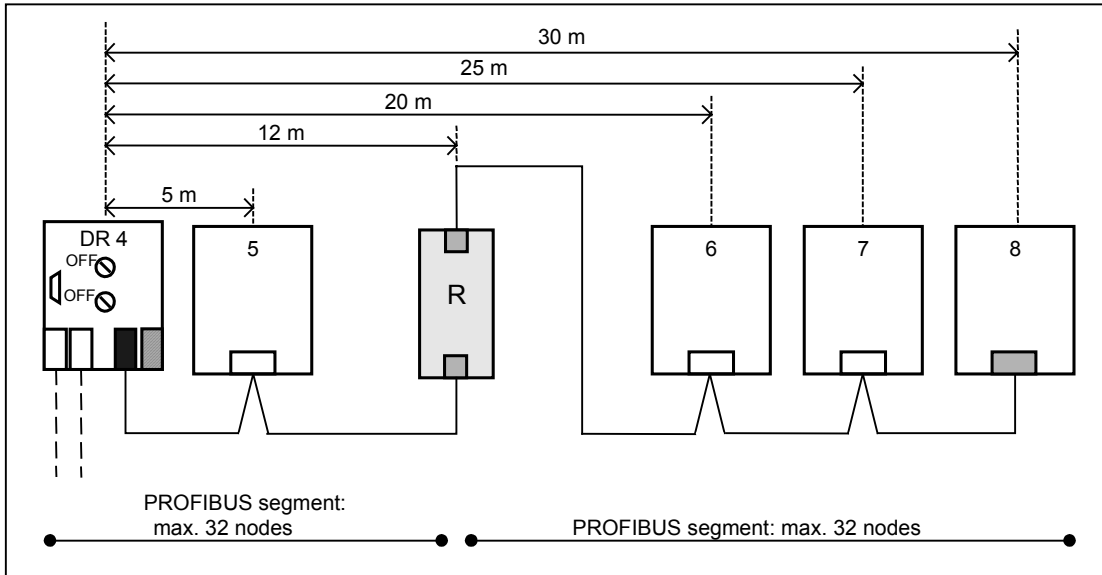 30 m
25 m
20 m
12 m
5 m
DR 4
OFF
OFF
5
R
6
7
8
PROFIBUS segment:
max. 32 nodes
PROFIBUS segment: max. 32 nodes